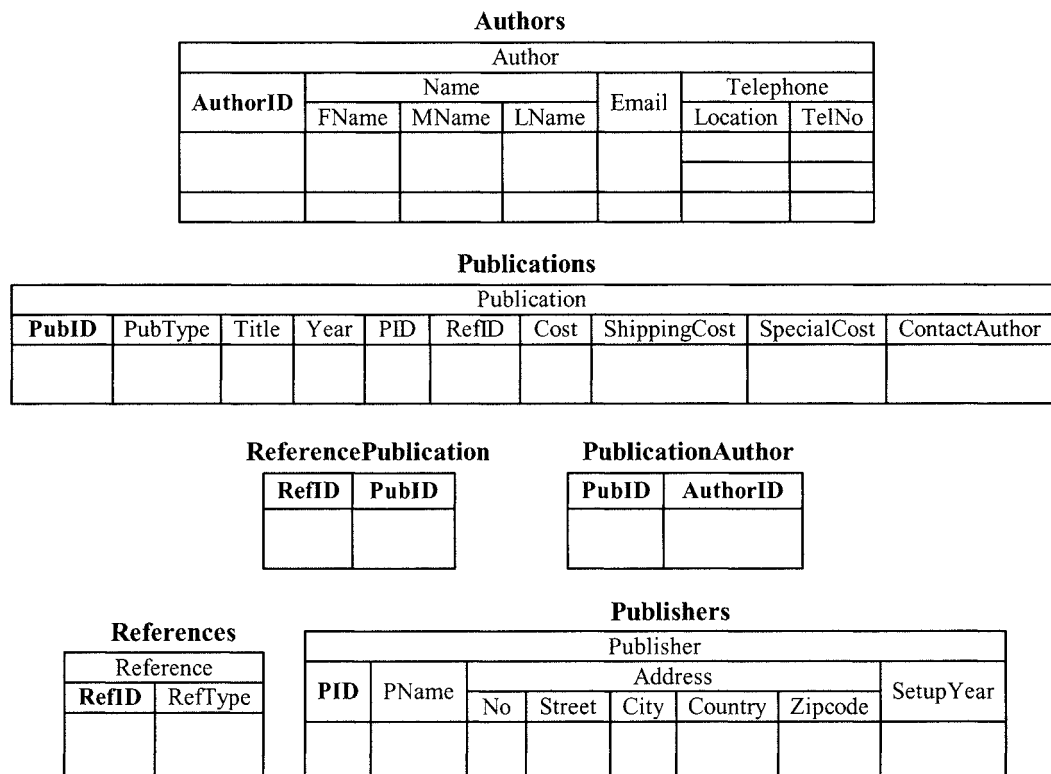 Authors
Author
AuthorID Name Email Telephone
FName MName LName Location TelNo
Publications
Publication
PubID PubType Title Year PID RefID Cost ShippingCost SpecialCost ContactAuthor
ReferencePublication PublicationAuthor
RefID PubID PubID AuthorID
References Publishers
Reference Publisher
RefID RefType PID PName Address SetupYear
No Street City Country Zipcode